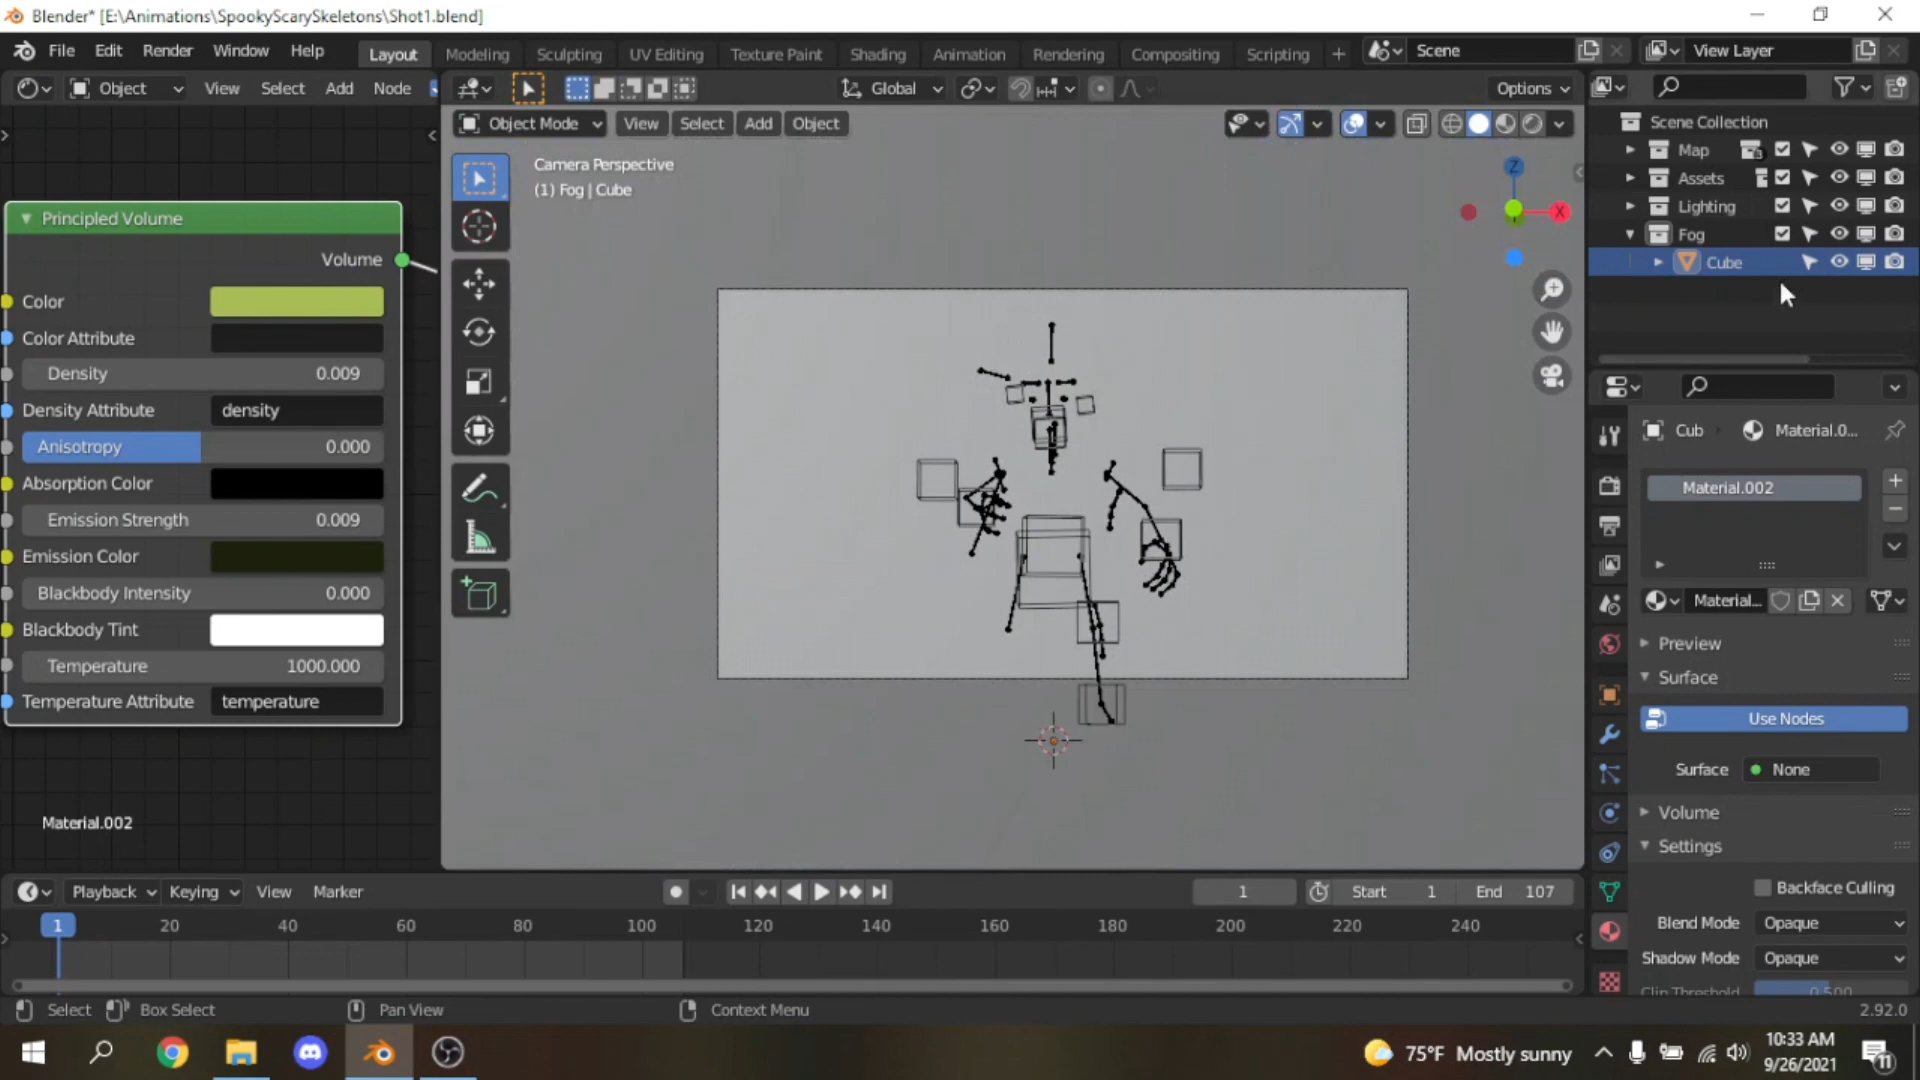 Blender* [E:\Animations\SpookyScarySkeletons\Shot1.blend]
File Edit Render Window Help Layout Modeling Sculpting UV Editing Texture Paint Shading Animation Rendering Compositing Scripting + Scene View Layer
Object View Select Add Node Global Options
Object Mode View Select Add Object
Camera Perspective
(1) Fog | Cube
Z
X
Principled Volume
Volume
Color
Color Attribute
Density 0.009
Density Attribute density
Anisotropy 0.000
Absorption Color
Emission Strength 0.009
Emission Color
Blackbody Intensity 0.000
Blackbody Tint
Temperature 1000.000
Temperature Attribute temperature
Material.002
Scene Collection
Map 3
Assets
Lighting
Fog
Cube
Cub Material.0...
Material.002
Material...
Preview
Surface
Use Nodes
Surface None
Volume
Settings
Backface Culling
Blend Mode Opaque
Shadow Mode Opaque
Clip Threshold 0.500
Playback Keying View Marker 1 Start 1 End 107
1 20 40 60 80 100 120 140 160 180 200 220 240
Select Box Select Pan View Context Menu 2.92.0
75°F Mostly sunny
10:33 AM
9/26/2021
11